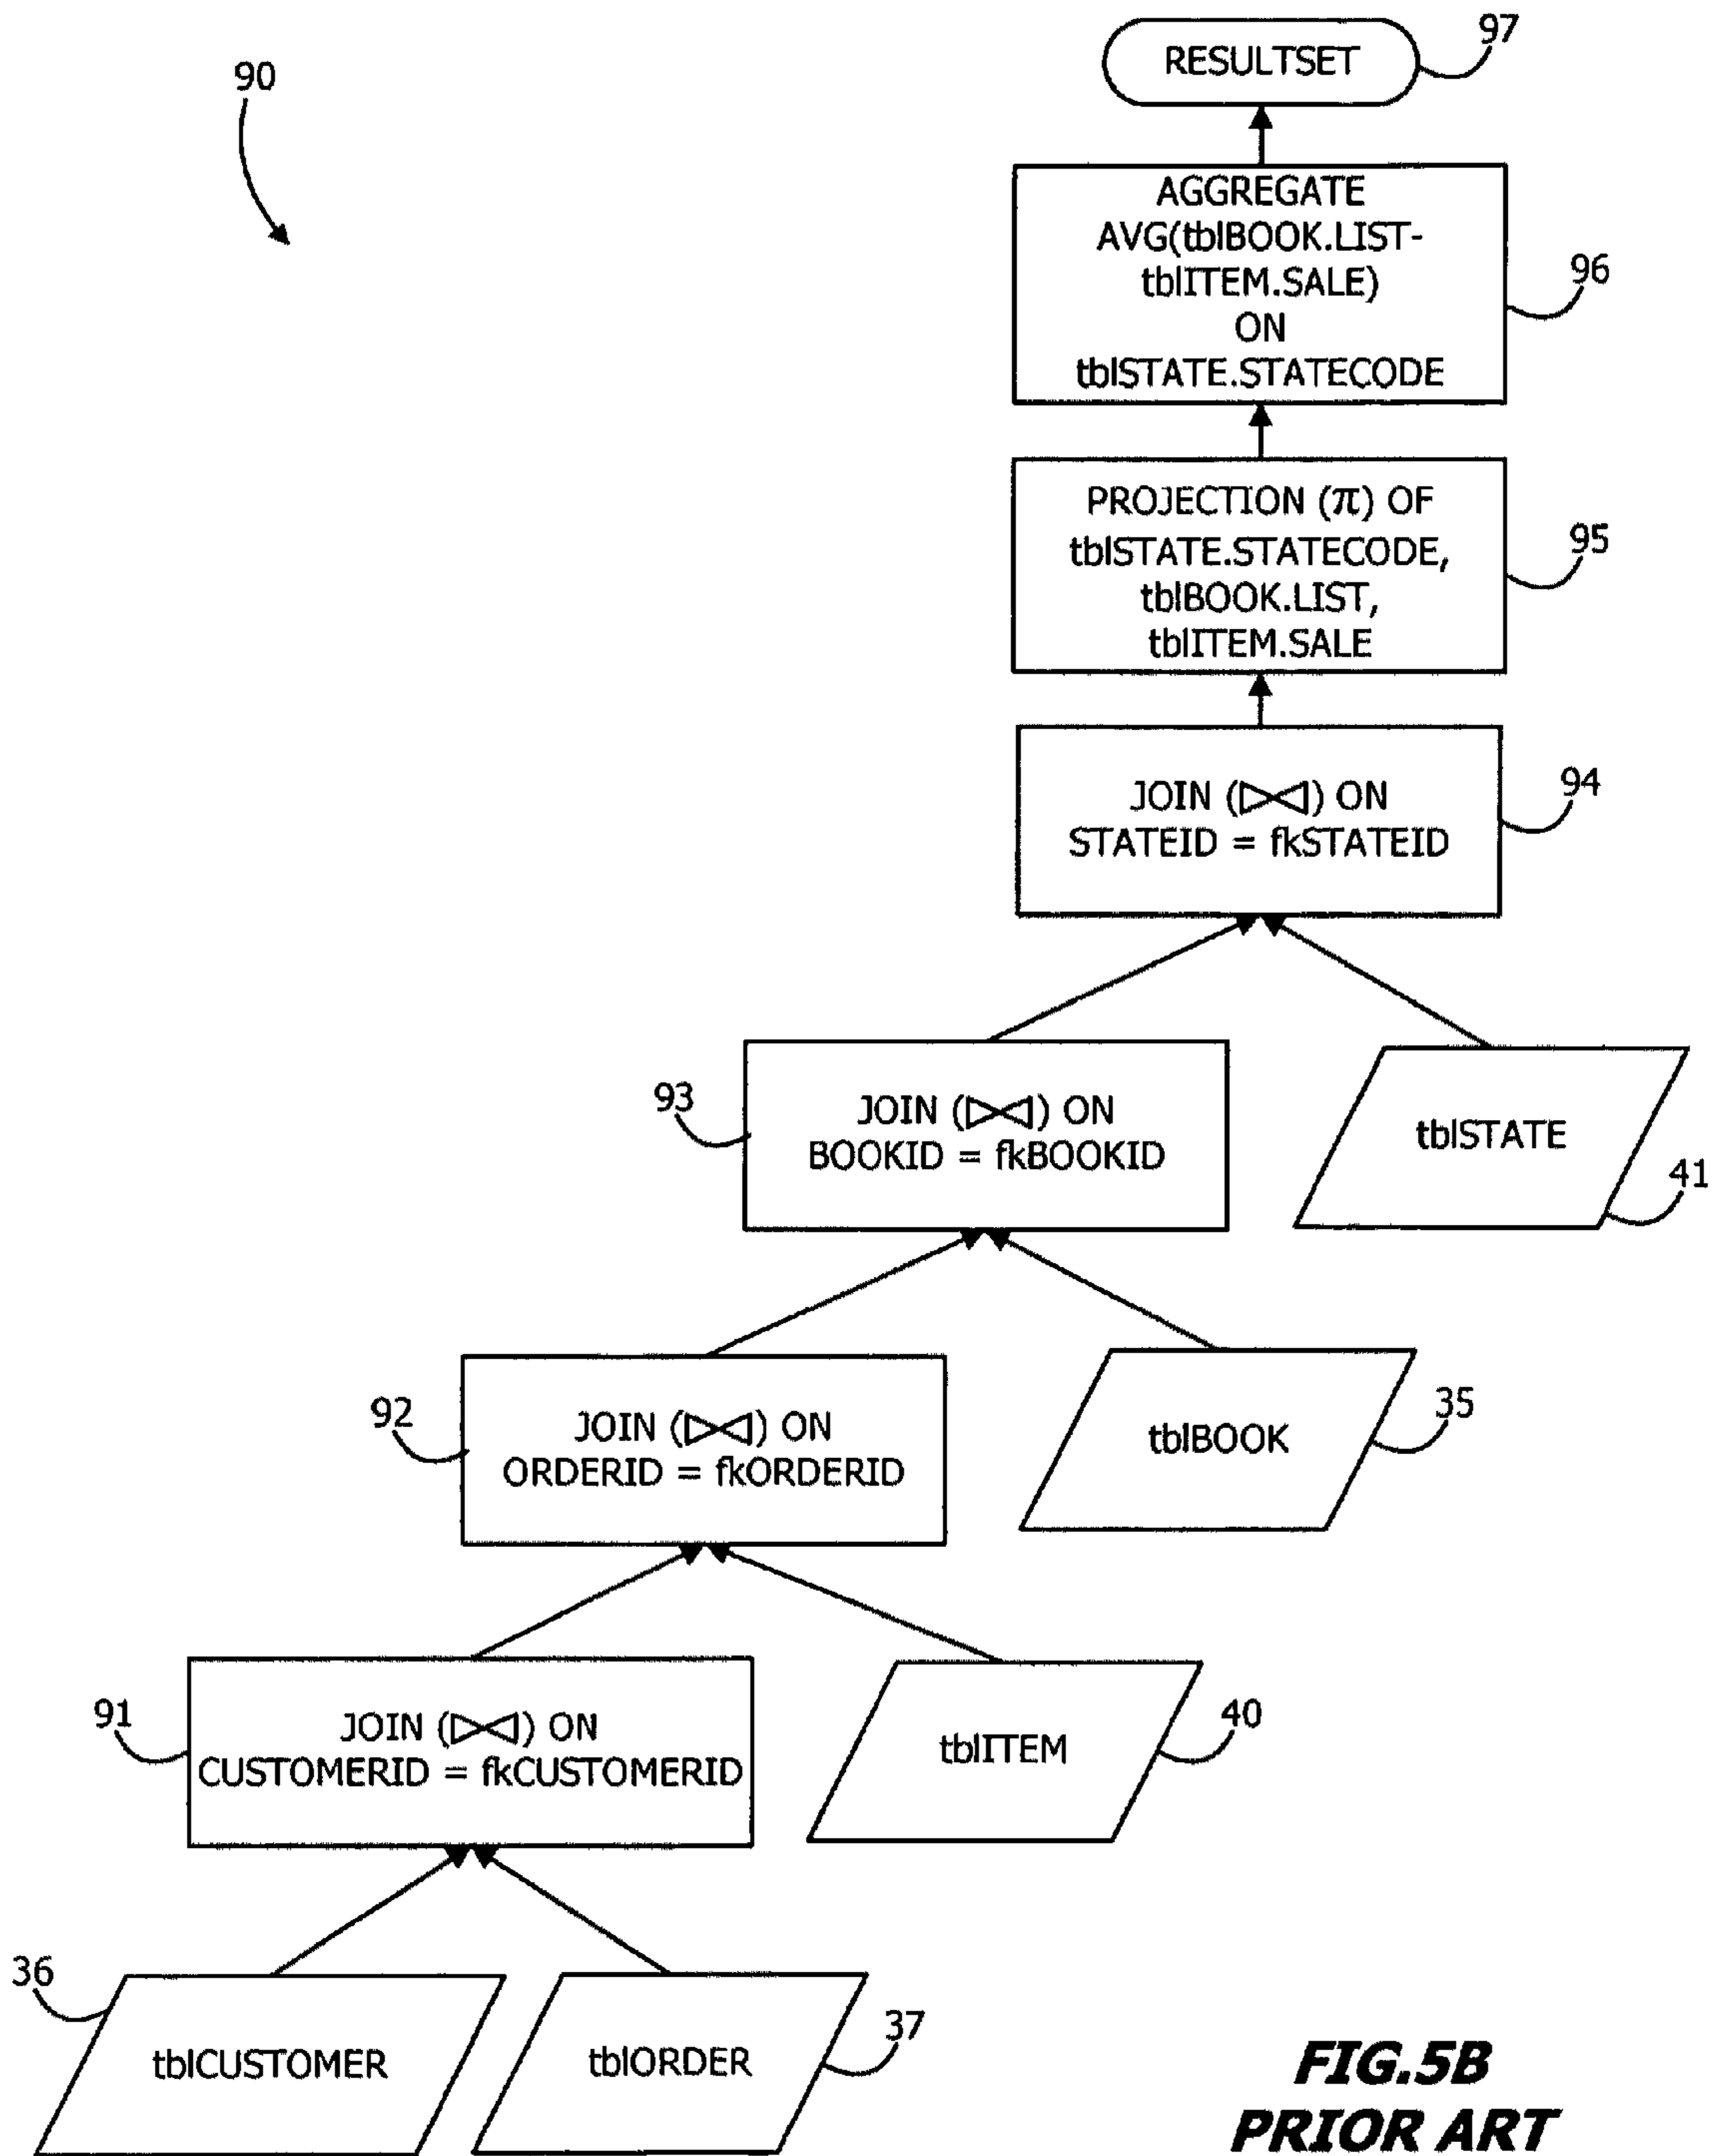 97
RESULTSET
90
AGGREGATE
AVG(tblBOOK.LIST-
tblITEM.SALE)
ON
tblSTATE.STATECODE
96
PROJECTION (π) OF
tblSTATE.STATECODE,
tblBOOK.LIST,
tblITEM.SALE
95
JOIN (▷◁) ON
STATEID = fkSTATEID
94
93
JOIN (▷◁) ON
BOOKID = fkBOOKID
tblSTATE
41
92
JOIN (▷◁) ON
ORDERID = fkORDERID
tblBOOK
35
91
JOIN (▷◁) ON
CUSTOMERID = fkCUSTOMERID
tblITEM
40
36
tblCUSTOMER
tblORDER
37
FIG.5B
PRIOR ART